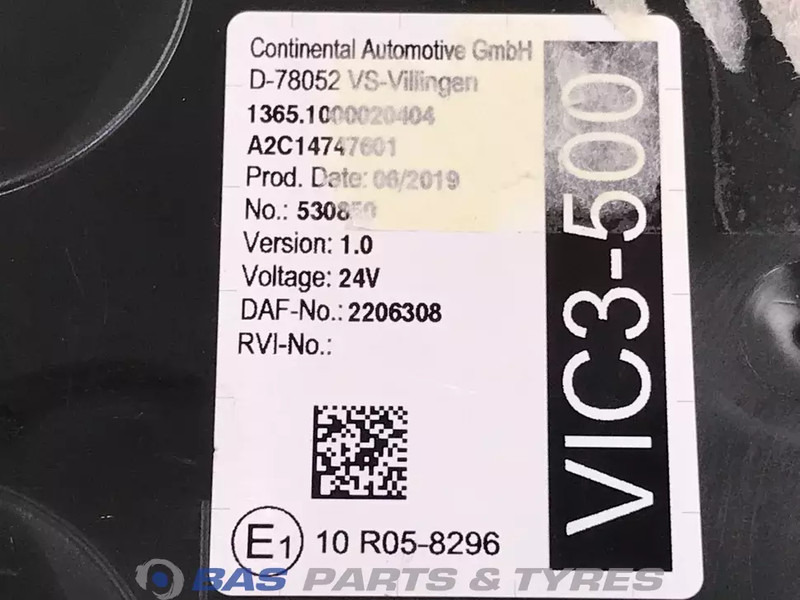 Continental Automotive GmbH
D-78052 VS-Villingen
1365.1000020404
A2C14747601
Prod. Date: 06/2019
No.: 530850
Version: 1.0
Voltage: 24V
DAF-No.: 2206308
RVI-No.:
VIC3-500
E1 10 R05-8296
BAS PARTS & TYRES